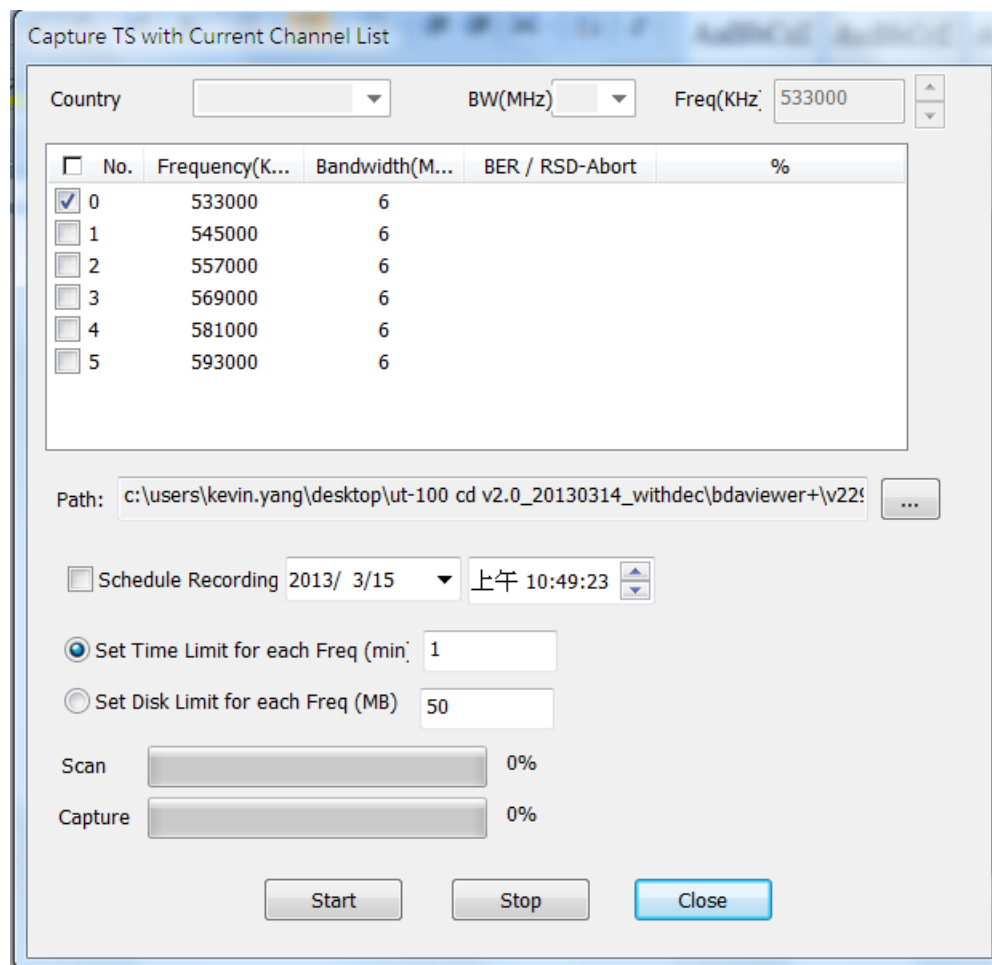 Capture TS with Current Channel List
Country BW(MHz) Freq(KHz) 533000
No. Frequency(K... Bandwidth(M... BER / RSD-Abort %
0 533000 6
1 545000 6
2 557000 6
3 569000 6
4 581000 6
5 593000 6
Path: c:\users\kevin.yang\desktop\ut-100 cd v2.0_20130314_withdec\bdaviewer+\v229 ...
Schedule Recording 2013/ 3/15 上午 10:49:23
Set Time Limit for each Freq (min) 1
Set Disk Limit for each Freq (MB) 50
Scan 0%
Capture 0%
Start Stop Close